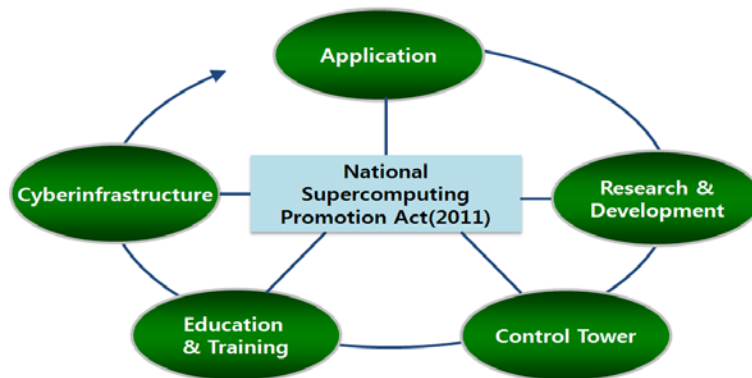 Application
National
Supercomputing
Promotion Act(2011)
Cyberinfrastructure
Research &
Development
Education
& Training
Control Tower